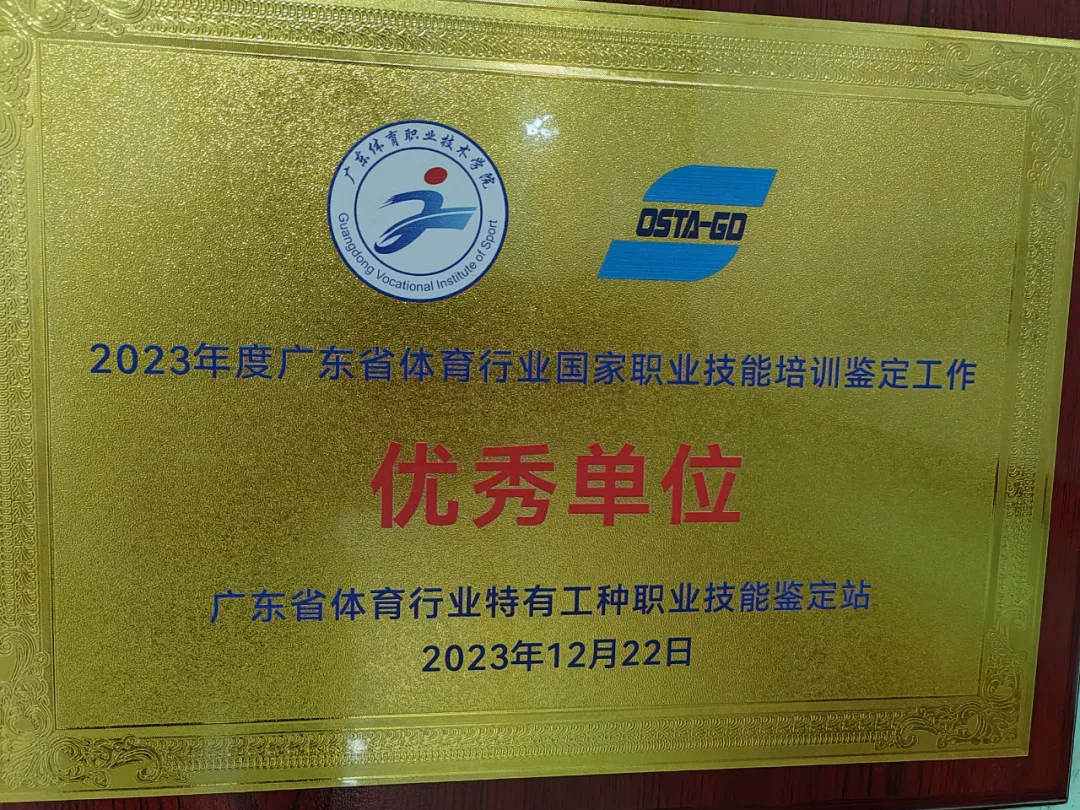 广东体育职业技术学院
Guangdong Vocational Institute of Sport
OSTA-GD
2023年度广东省体育行业国家职业技能培训鉴定工作
优秀单位
广东省体育行业特有工种职业技能鉴定站
2023年12月22日